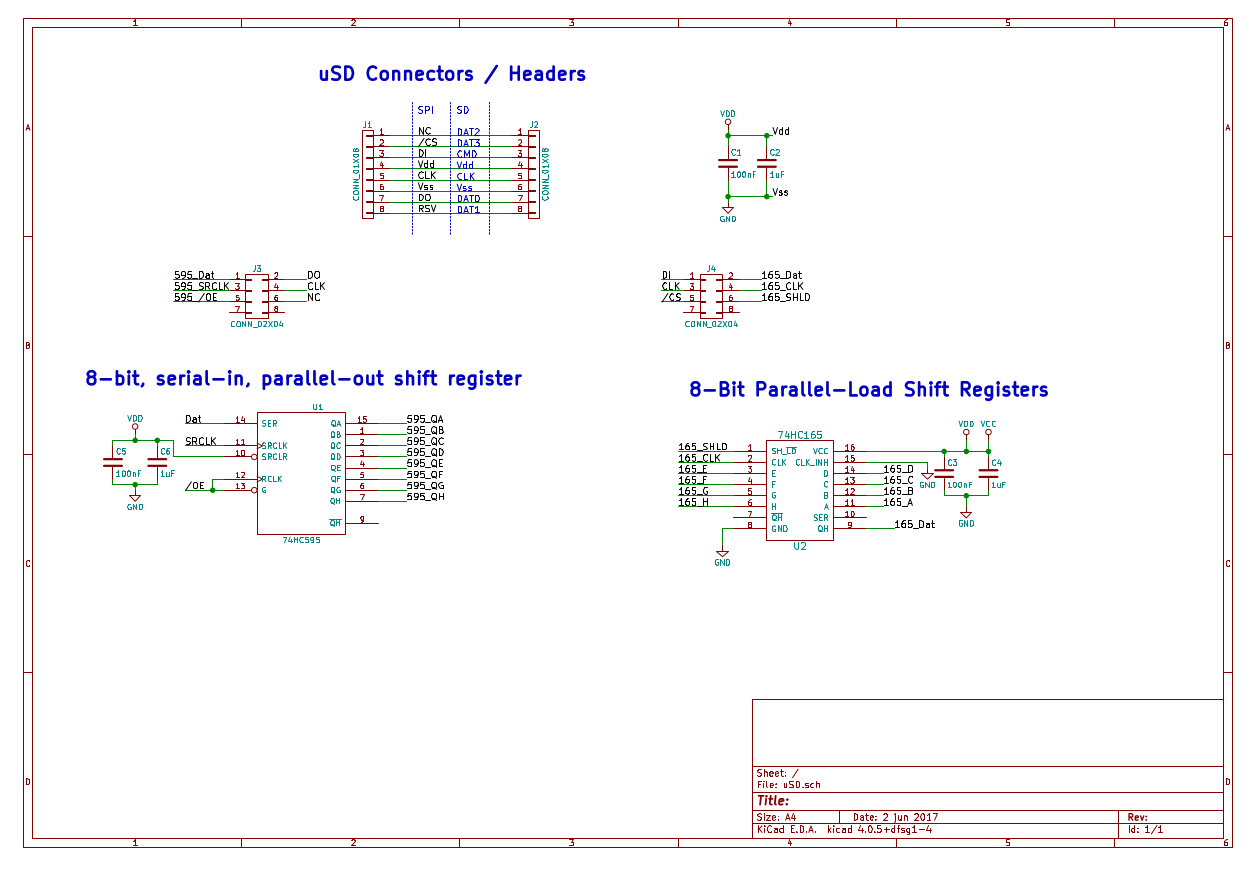 1 2 3 4 5 6
A
B
C
D
uSD Connectors / Headers
SPI SD
J1 J2
CONN_01X08 CONN_01X08
1 NC DAT2 1
2 /CS DAT3 2
3 DI CMD 3
4 Vdd Vdd 4
5 CLK CLK 5
6 Vss Vss 6
7 DO DAT0 7
8 RSV DAT1 8
VDD
Vdd
C1 C2
100nF 1uF
Vss
GND
J3
595_Dat 1 2 DO
595_SRCLK 3 4 CLK
595_/OE 5 6 NC
7 8
CONN_02X04
J4
DI 1 2 165_Dat
CLK 3 4 165_CLK
/CS 5 6 165_SHLD
7 8
CONN_02X04
8-bit, serial-in, parallel-out shift register
VDD
C5 C6
100nF 1uF
GND
U1
Dat 14 SER QA 15 595_QA
QB 1 595_QB
SRCLK 11 SRCLK QC 2 595_QC
10 SRCLR QD 3 595_QD
QE 4 595_QE
12 RCLK QF 5 595_QF
/OE 13 G QG 6 595_QG
QH 7 595_QH
QH 9
74HC595
8-Bit Parallel-Load Shift Registers
74HC165
VDD VCC
165_SHLD 1 SH_LD VCC 16
165_CLK 2 CLK CLK_INH 15
165_E 3 E D 14 165_D
165_F 4 F C 13 165_C
165_G 5 G B 12 165_B
165_H 6 H A 11 165_A
7 QH SER 10
8 GND QH 9 165_Dat
U2
GND
GND
C3 C4
100nF 1uF
GND
Sheet: /
File: uSD.sch
Title:
Size: A4 Date: 2 jun 2017 Rev:
KiCad E.D.A. kicad 4.0.5+dfsg1-4 Id: 1/1
A
B
C
D
1 2 3 4 5 6